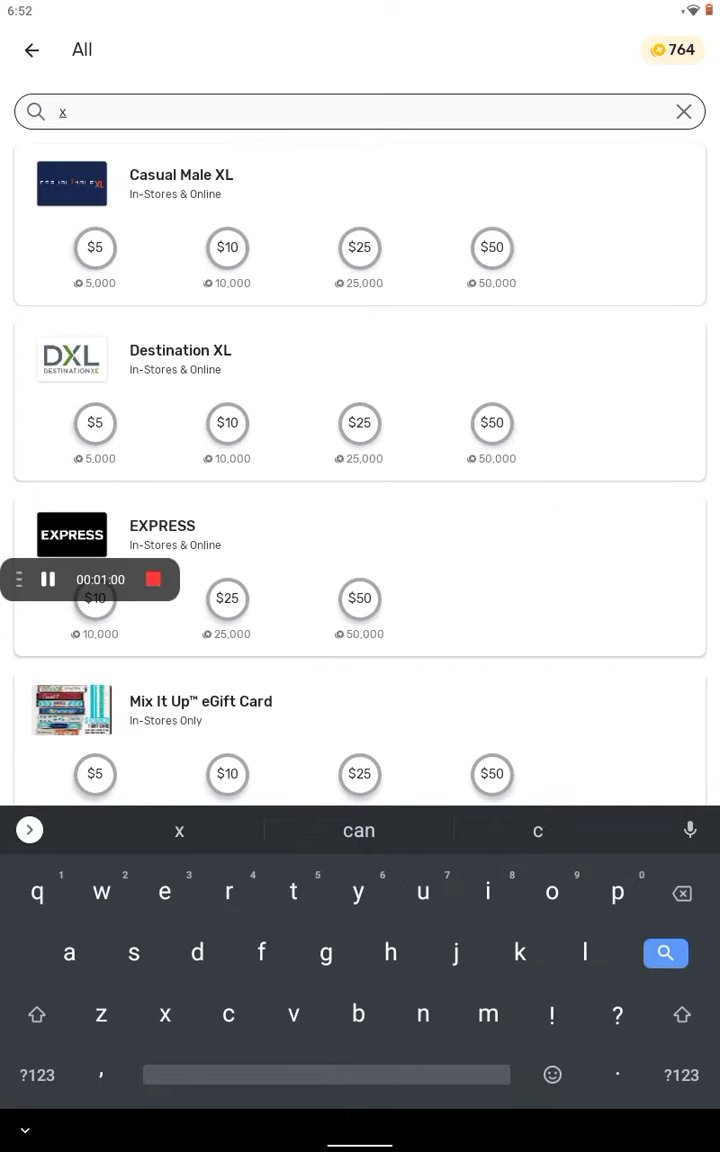 6:52
All
764
x
Casual Male XL
In-Stores & Online
$5 $10 $25 $50
5,000 10,000 25,000 50,000
DXL
DESTINATION XL
Destination XL
In-Stores & Online
$5 $10 $25 $50
5,000 10,000 25,000 50,000
EXPRESS
EXPRESS
In-Stores & Online
00:01:00
$10 $25 $50
10,000 25,000 50,000
Mix It Up™ eGift Card
In-Stores Only
$5 $10 $25 $50
x can c
1 2 3 4 5 6 7 8 9 0
q w e r t y u i o p
a s d f g h j k l
z x c v b n m ! ?
?123 , . ?123